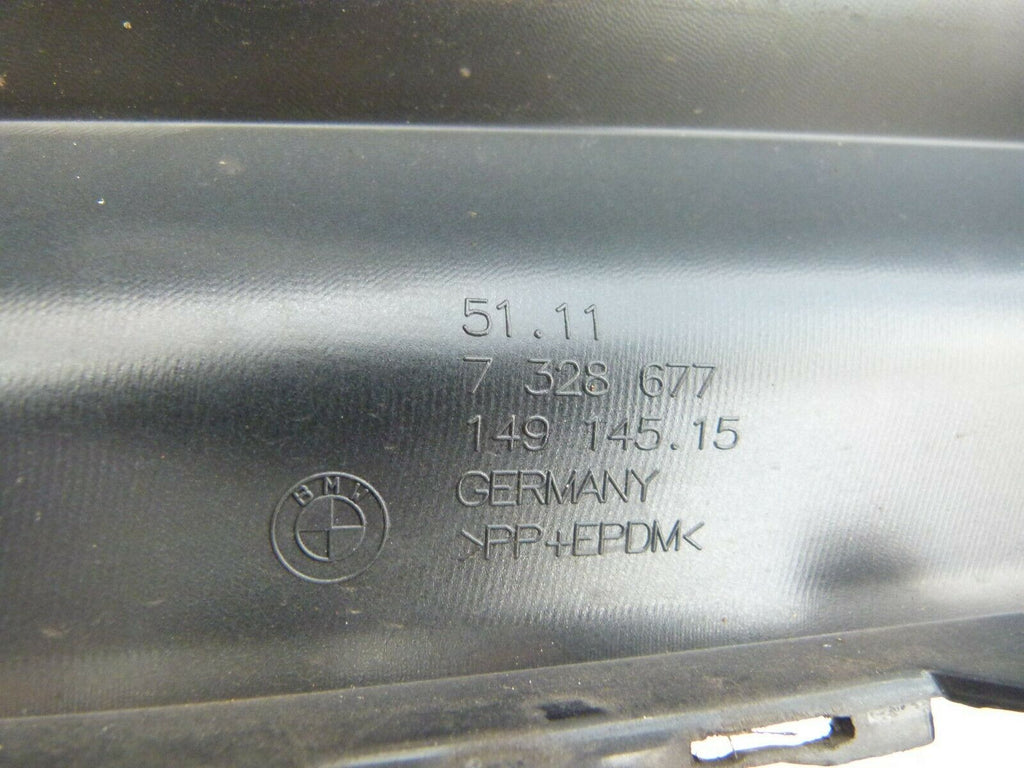 51.11
7 328 677
149 145.15
GERMANY
>PP+EPDM<
BMW